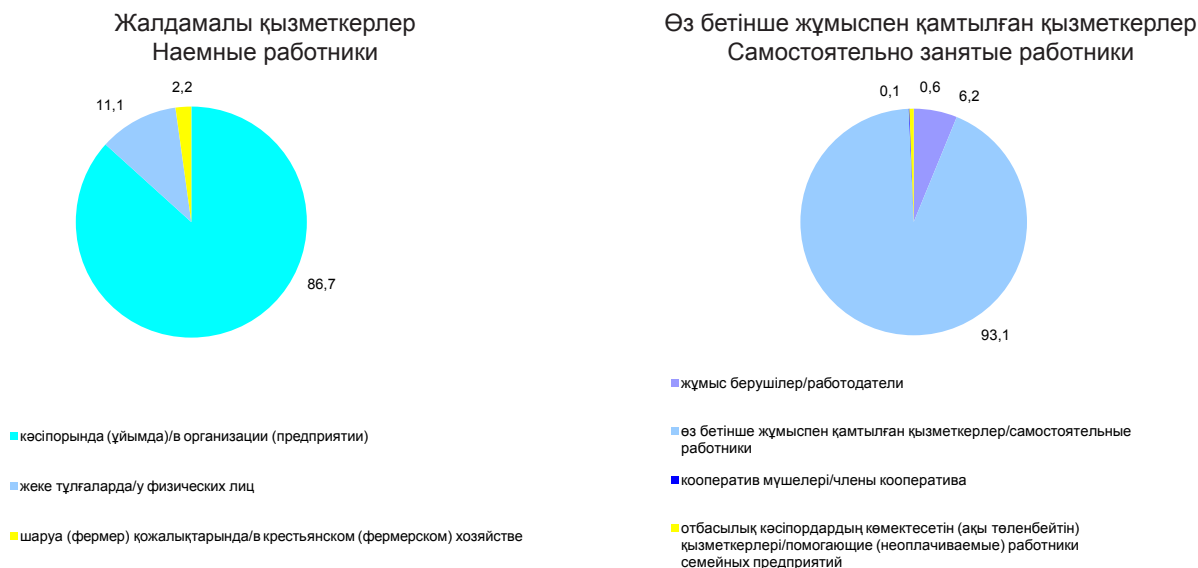 Жалдамалы қызметкерлер
Наемные работники
2,2
11,1
86,7
кәсіпорында (ұйымда)/в организации (предприятии)
жеке тұлғаларда/у физических лиц
шаруа (фермер) қожалықтарында/в крестьянском (фермерском) хозяйстве
Өз бетінше жұмыспен қамтылған қызметкерлер
Самостоятельно занятые работники
0,1
0,6
6,2
93,1
жұмыс берушілер/работодатели
өз бетінше жұмыспен қамтылған қызметкерлер/самостоятельные
работники
кооператив мүшелері/члены кооператива
отбасылық кәсіпордардың көмектесетін (ақы төленбейтін)
қызметкерлері/помогающие (неоплачиваемые) работники
семейных предприятий